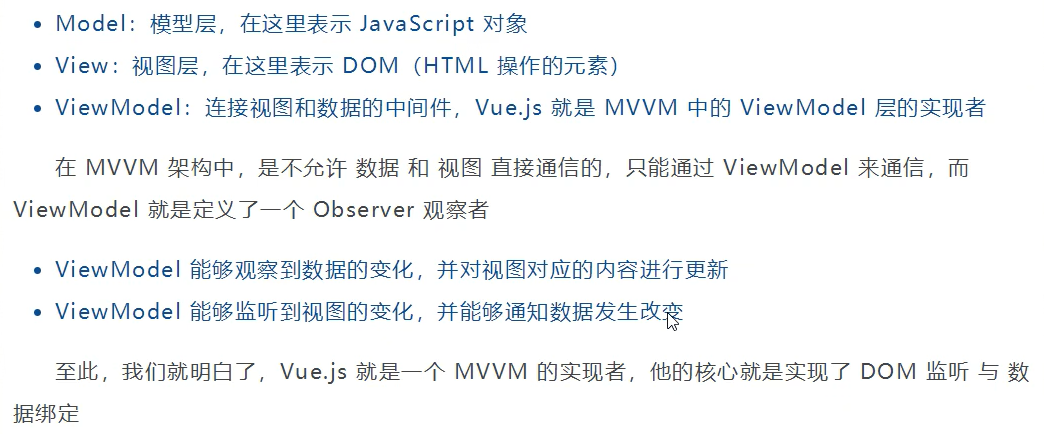 Model：模型层，在这里表示 JavaScript 对象
View：视图层，在这里表示 DOM（HTML 操作的元素）
ViewModel：连接视图和数据的中间件，Vue.js 就是 MVVM 中的 ViewModel 层的实现者
在 MVVM 架构中，是不允许 数据 和 视图 直接通信的，只能通过 ViewModel 来通信，而
ViewModel 就是定义了一个 Observer 观察者
ViewModel 能够观察到数据的变化，并对视图对应的内容进行更新
ViewModel 能够监听到视图的变化，并能够通知数据发生改变
至此，我们就明白了，Vue.js 就是一个 MVVM 的实现者，他的核心就是实现了 DOM 监听 与 数
据绑定